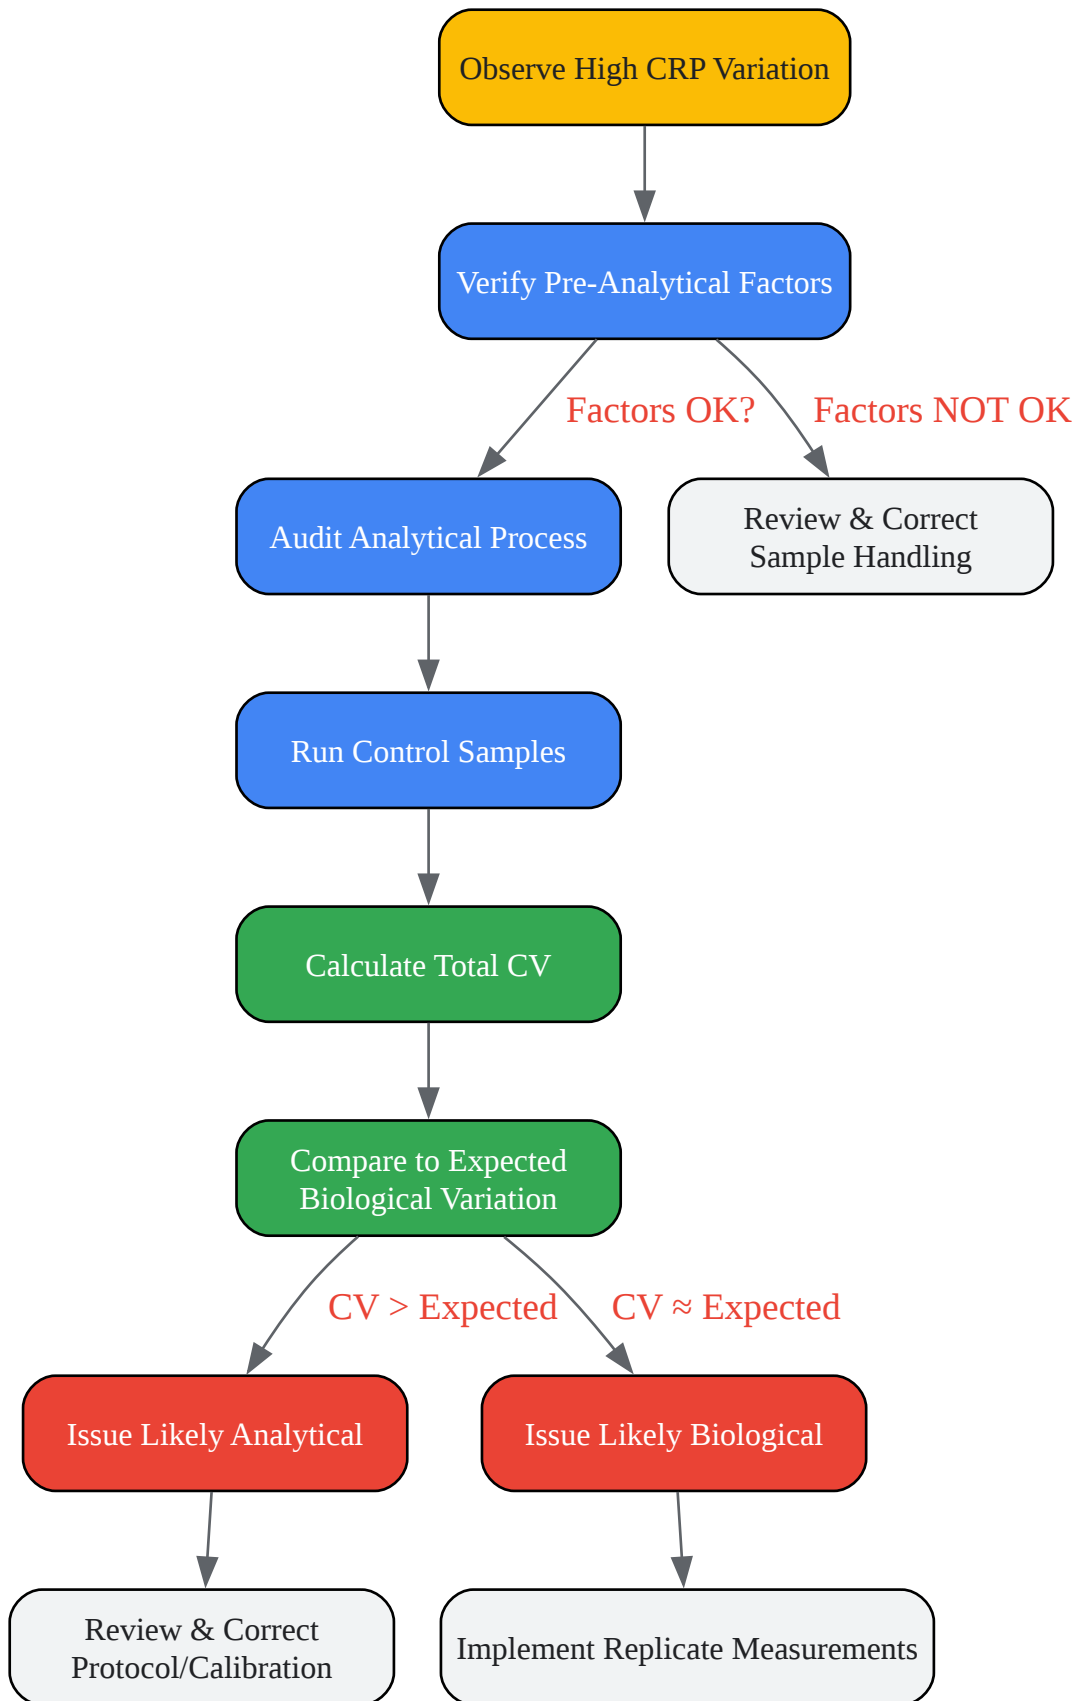 Observe High CRP Variation
Verify Pre-Analytical Factors
Factors OK?
Factors NOT OK
Audit Analytical Process
Review & Correct
Sample Handling
Run Control Samples
Calculate Total CV
Compare to Expected
Biological Variation
CV > Expected
CV ≈ Expected
Issue Likely Analytical
Issue Likely Biological
Review & Correct
Protocol/Calibration
Implement Replicate Measurements